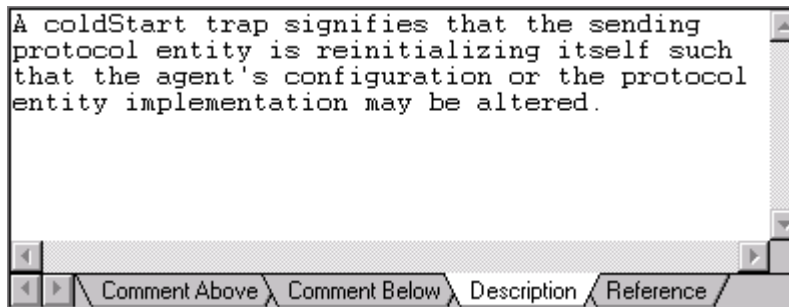 A coldStart trap signifies that the sending
protocol entity is reinitializing itself such
that the agent's configuration or the protocol
entity implementation may be altered.
Comment Above Comment Below Description Reference